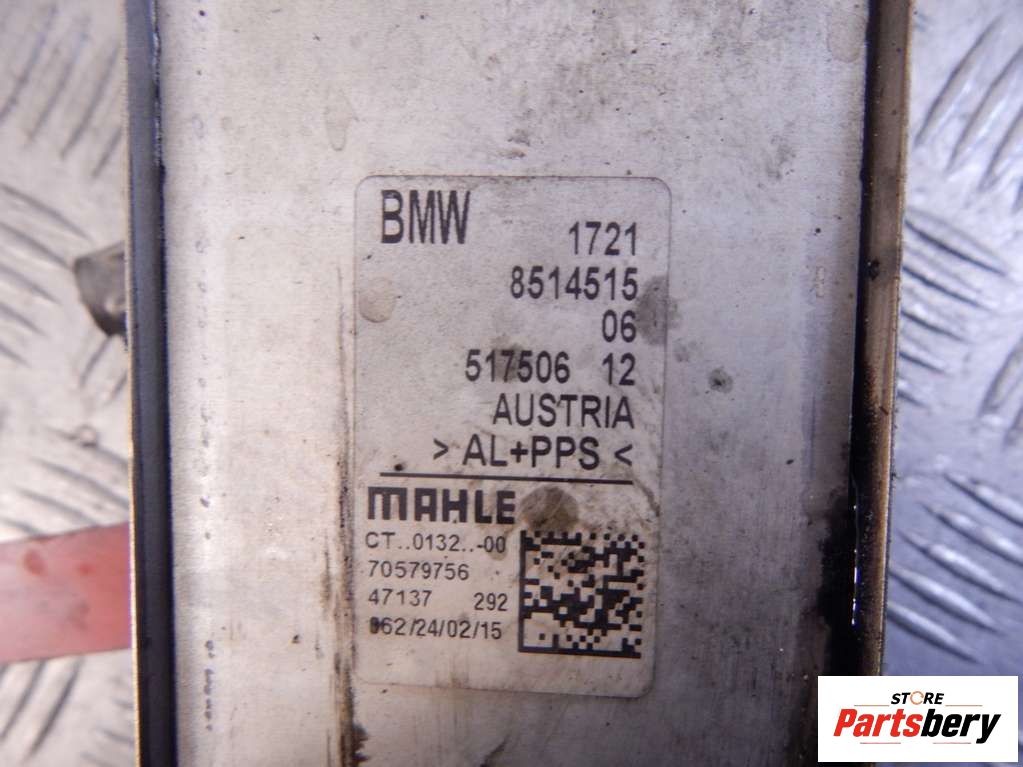 BMW 1721
8514515
06
517506 12
AUSTRIA
> AL+PPS <
MAHLE
CT..0132..-00
70579756
47137 292
062/24/02/15
STORE
Partsbery